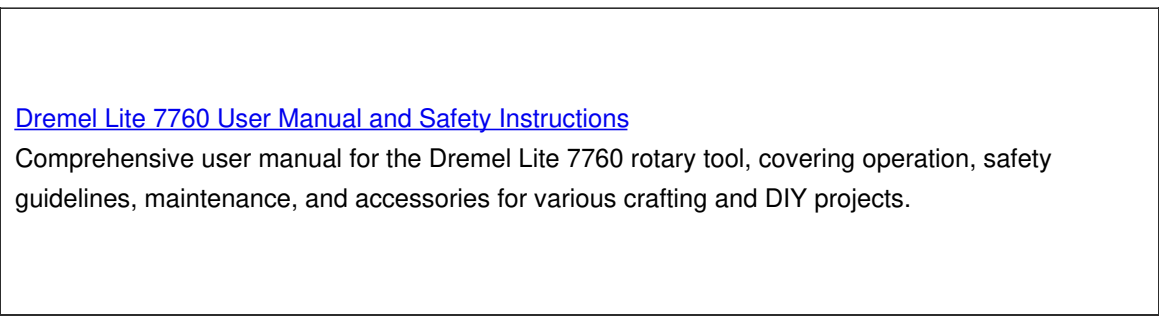 Dremel Lite 7760 User Manual and Safety Instructions
Comprehensive user manual for the Dremel Lite 7760 rotary tool, covering operation, safety
guidelines, maintenance, and accessories for various crafting and DIY projects.